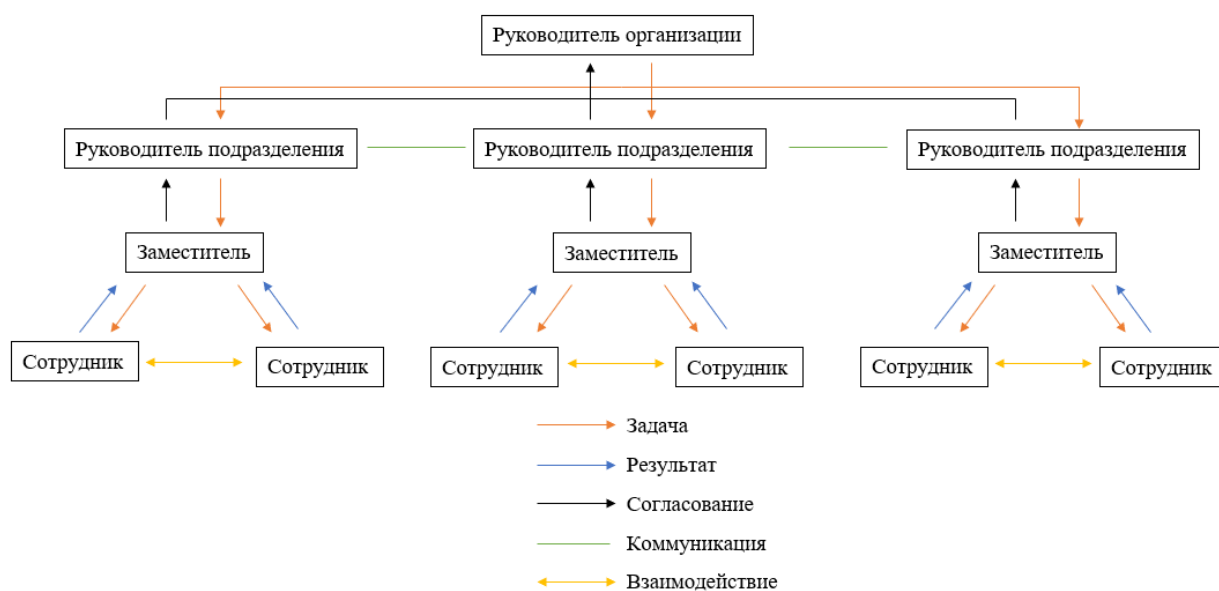 Руководитель организации
Руководитель подразделения
Руководитель подразделения
Руководитель подразделения
Заместитель
Заместитель
Заместитель
Сотрудник
Сотрудник
Сотрудник
Сотрудник
Сотрудник
Сотрудник
Задача
Результат
Согласование
Коммуникация
Взаимодействие